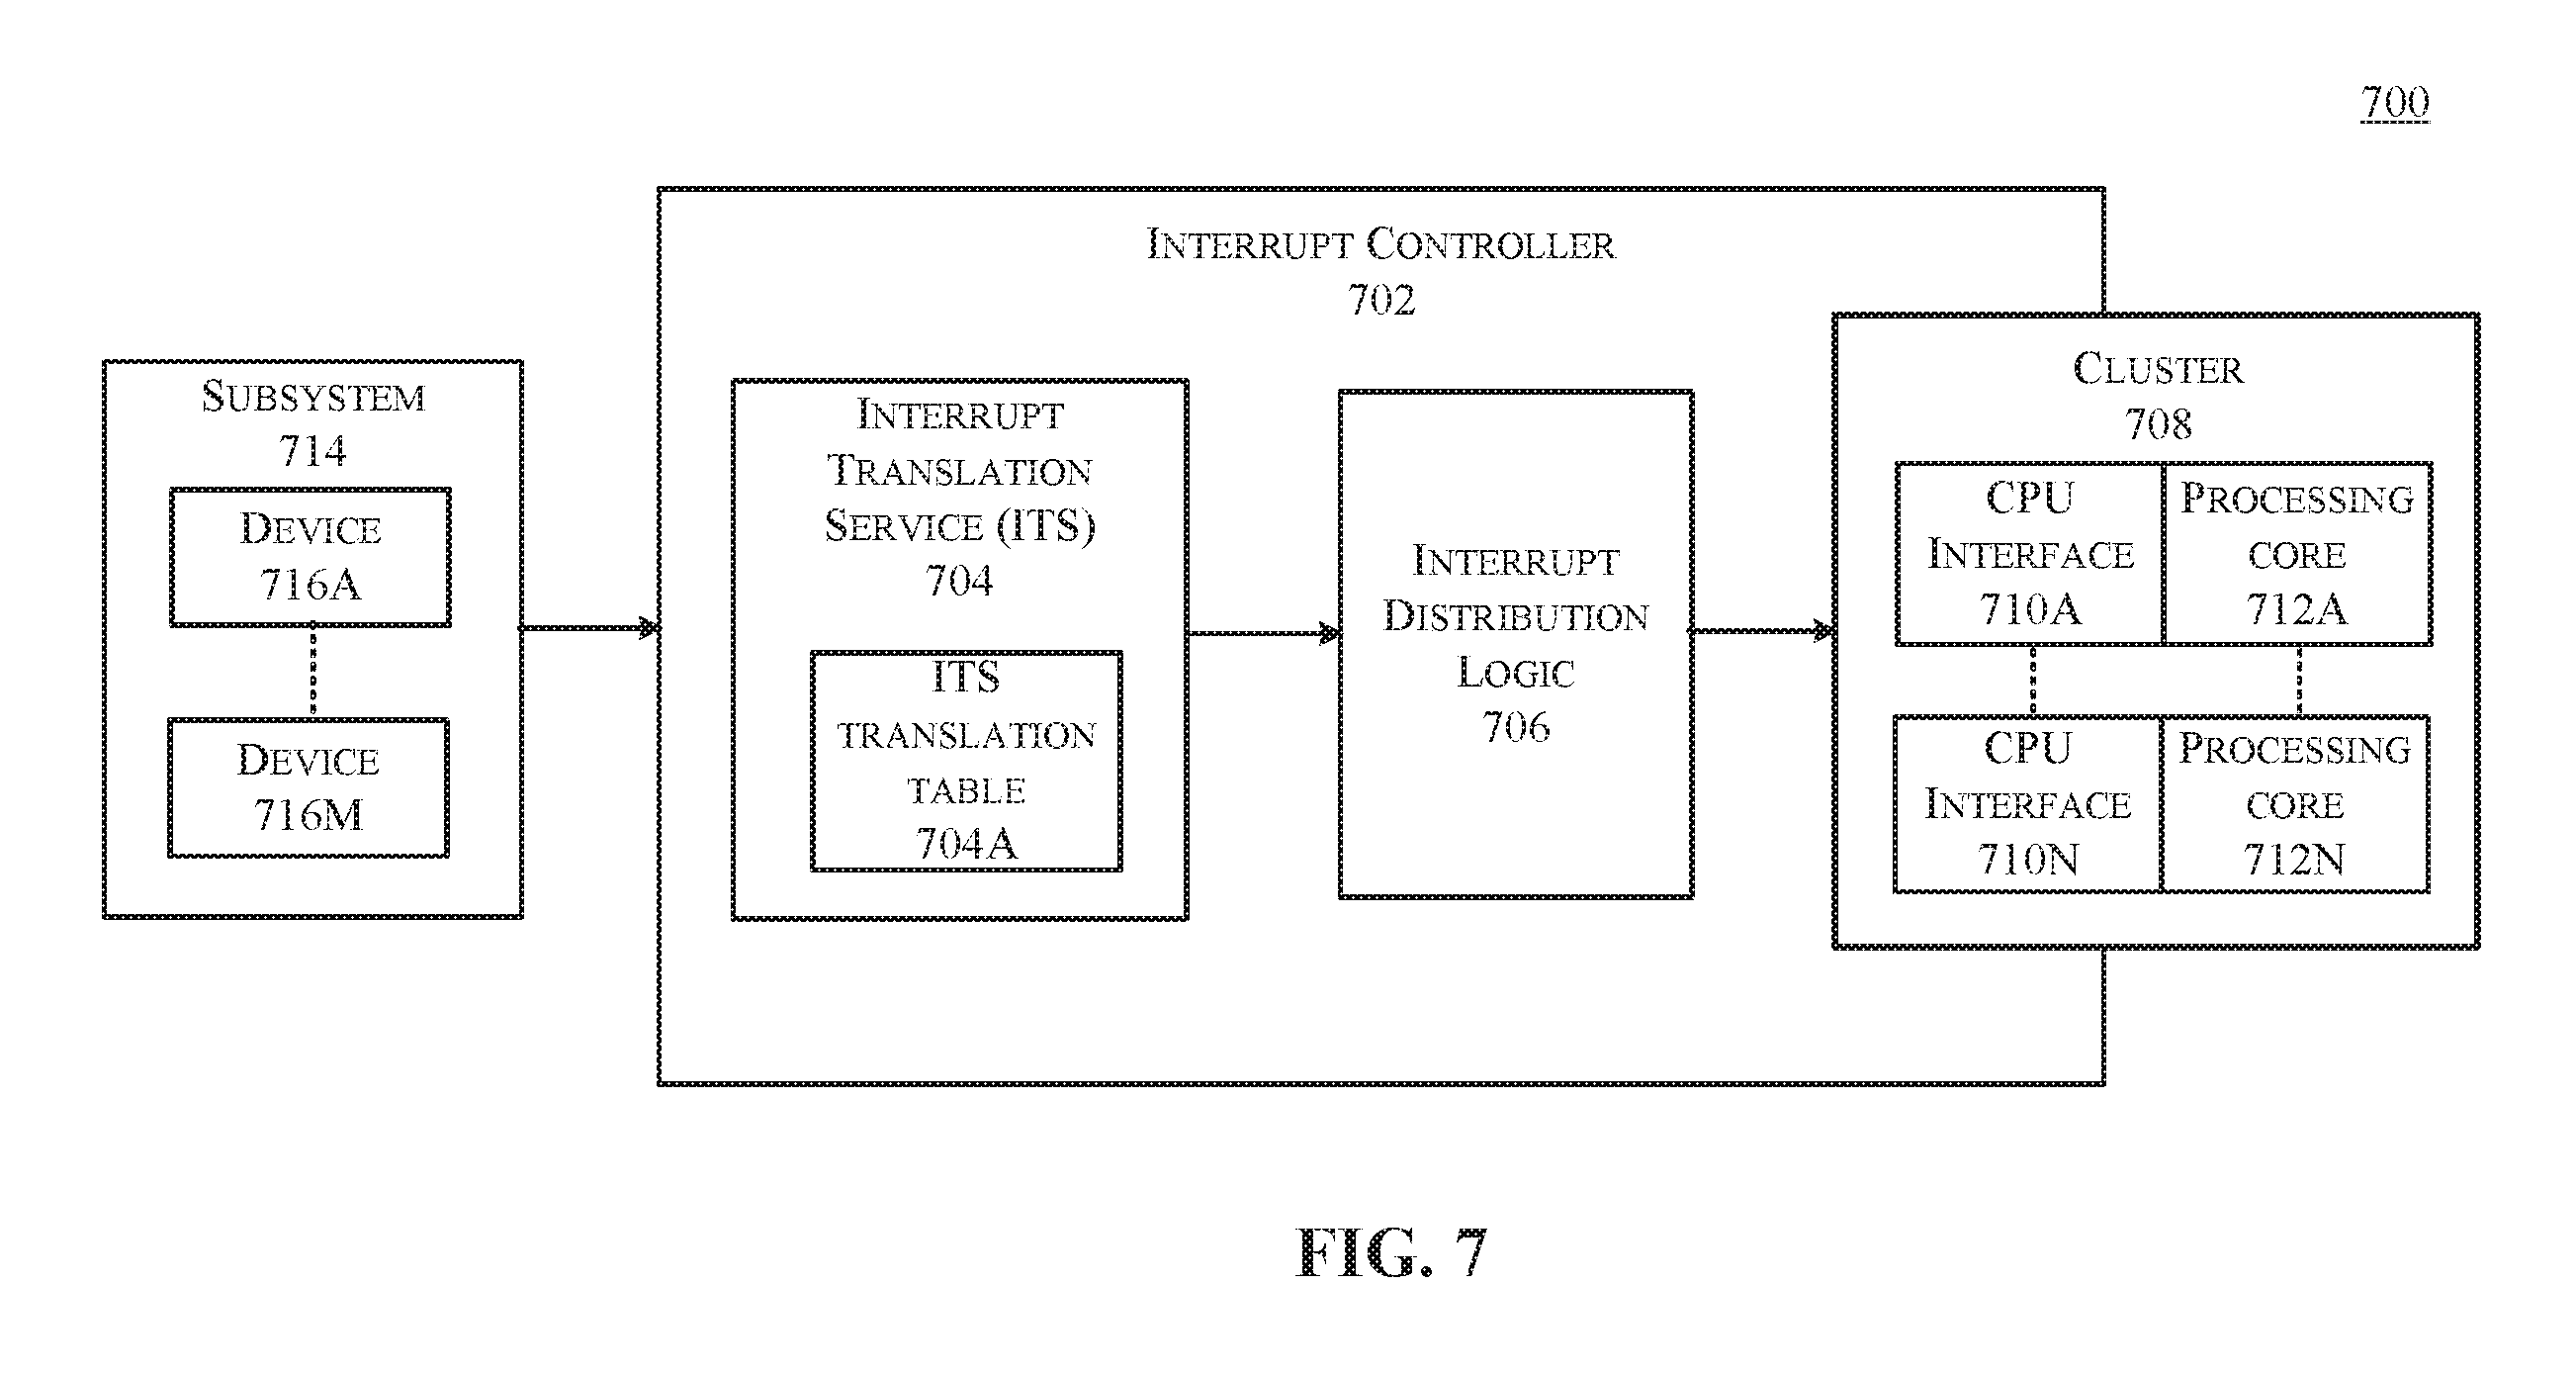 700
INTERRUPT CONTROLLER
702
SUBSYSTEM
714
DEVICE
716A
DEVICE
716M
INTERRUPT
TRANSLATION
SERVICE (ITS)
704
ITS
TRANSLATION
TABLE
704A
INTERRUPT
DISTRIBUTION
LOGIC
706
CLUSTER
708
CPU
INTERFACE
710A
PROCESSING
CORE
712A
CPU
INTERFACE
710N
PROCESSING
CORE
712N
FIG. 7